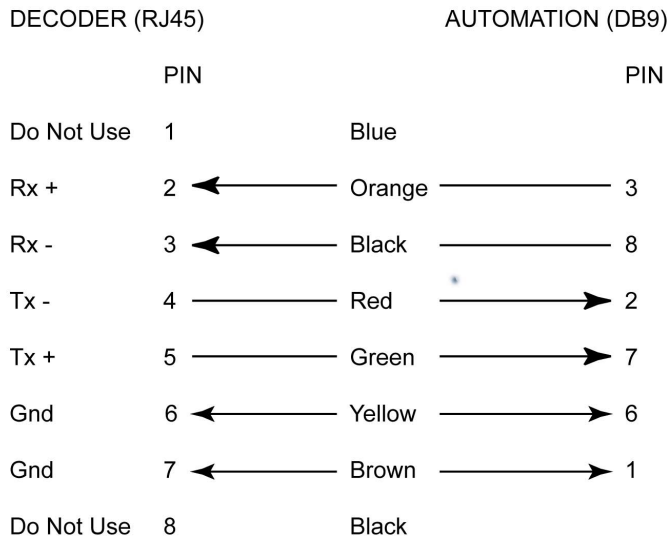 DECODER (RJ45) AUTOMATION (DB9)
PIN PIN
Do Not Use 1 Blue
Rx + 2 Orange 3
Rx - 3 Black 8
Tx - 4 Red 2
Tx + 5 Green 7
Gnd 6 Yellow 6
Gnd 7 Brown 1
Do Not Use 8 Black